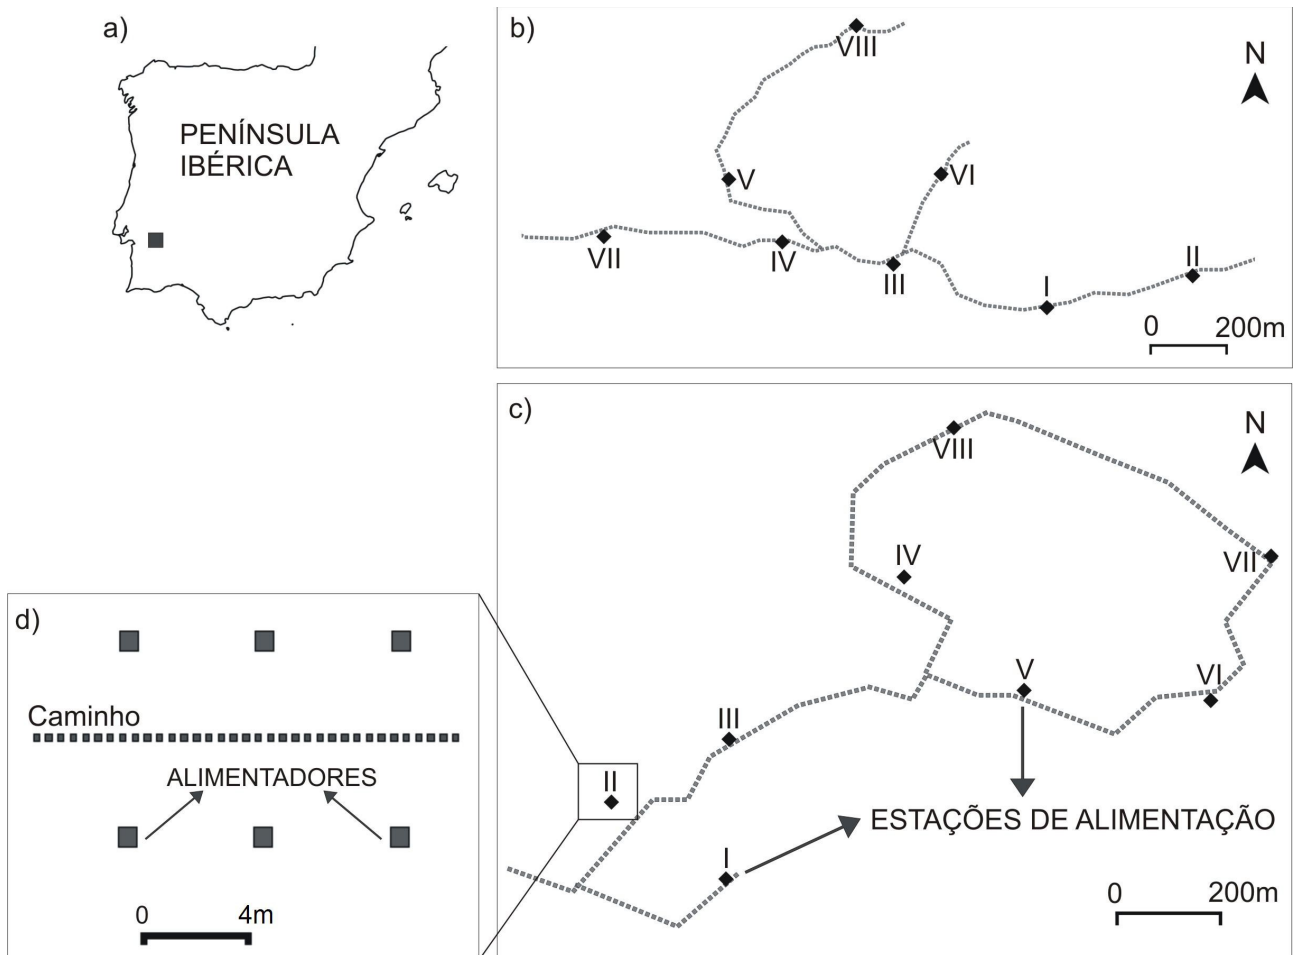 a)
PENÍNSULA
IBÉRICA
b)
N
VIII
V
VI
VII
IV
III
I
II
0 200m
c)
N
VIII
IV
VII
V
VI
III
II
I
ESTAÇÕES DE ALIMENTAÇÃO
0 200m
d)
Caminho
ALIMENTADORES
0 4m